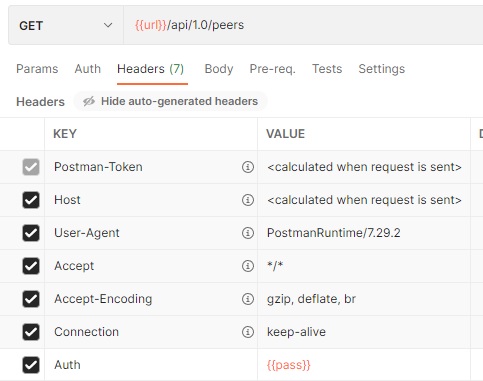 GET {{url}}/api/1.0/peers
Params Auth Headers (7) Body Pre-req. Tests Settings
Headers Hide auto-generated headers
KEY VALUE D
Postman-Token <calculated when request is sent>
Host <calculated when request is sent>
User-Agent PostmanRuntime/7.29.2
Accept */*
Accept-Encoding gzip, deflate, br
Connection keep-alive
Auth {{pass}}